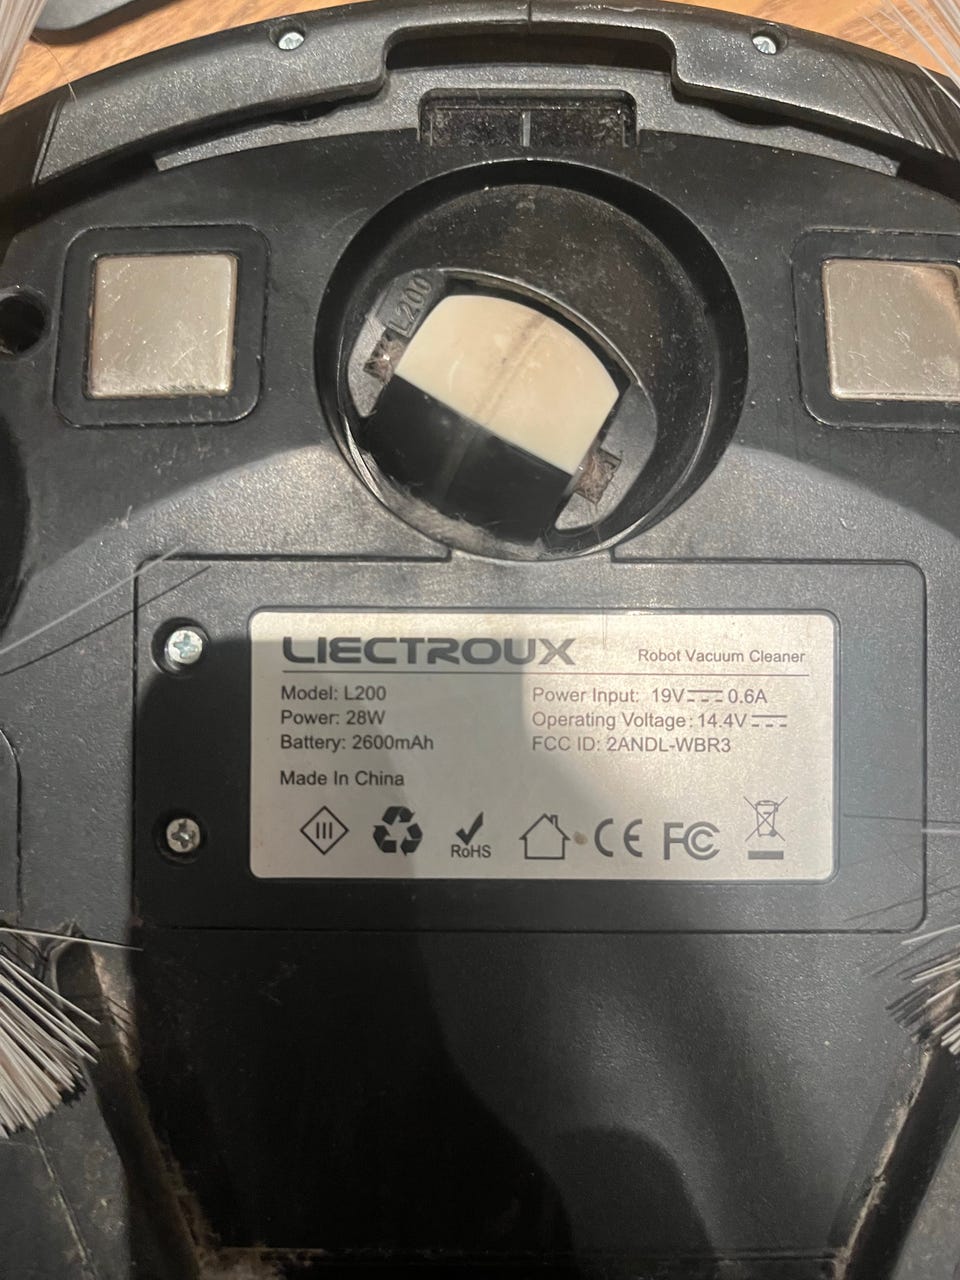 L200
LIECTROUX
Robot Vacuum Cleaner
Model: L200
Power Input: 19V 0.6A
Power: 28W
Operating Voltage: 14.4V
Battery: 2600mAh
FCC ID: 2ANDL-WBR3
Made In China
III
RoHS
CE
FC